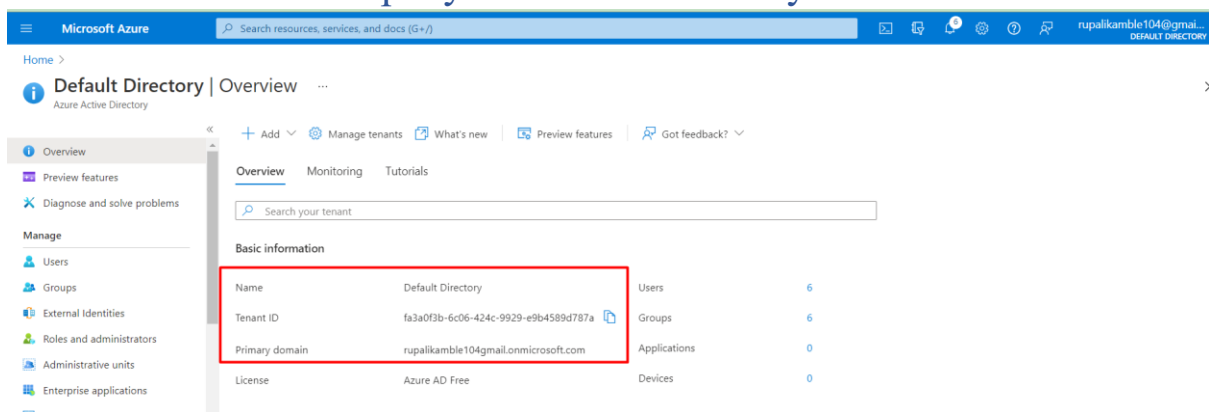 Microsoft Azure
Search resources, services, and docs (G+/)
6
rupalikamble104@gmai...
DEFAULT DIRECTORY
Home >
Default Directory | Overview ...
Azure Active Directory
«
+ Add
Manage tenants
What's new
Preview features
Got feedback?
Overview
Preview features
Diagnose and solve problems
Manage
Users
Groups
External Identities
Roles and administrators
Administrative units
Enterprise applications
Overview Monitoring Tutorials
Search your tenant
Basic information
Name Default Directory Users 6
Tenant ID fa3a0f3b-6c06-424c-9929-e9b4589d787a Groups 6
Primary domain rupalikamble104gmail.onmicrosoft.com Applications 0
License Azure AD Free Devices 0